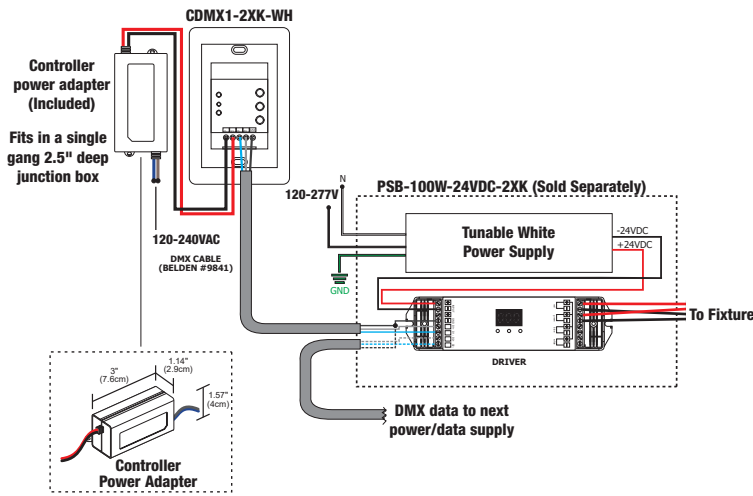 CDMX1-2XK-WH
Controller
power adapter
(Included)
Fits in a single
gang 2.5" deep
junction box
120-240VAC
DMX CABLE
(BELDEN #9841)
N
120-277V
GND
PSB-100W-24VDC-2XK (Sold Separately)
Tunable White
Power Supply
-24VDC
+24VDC
To Fixture
DRIVER
DMX data to next
power/data supply
3"
(7.6cm)
1.14"
(2.9cm)
1.57"
(4cm)
Controller
Power Adapter